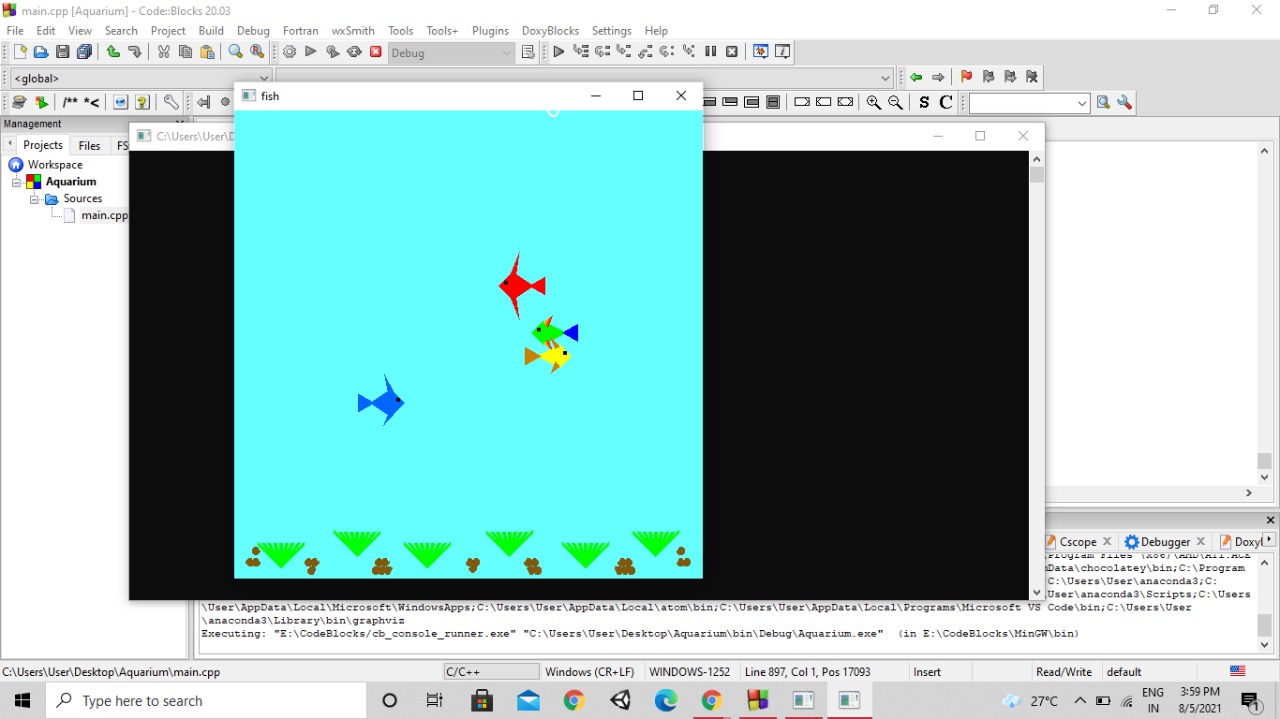 main.cpp [Aquarium] - Code::Blocks 20.03
File Edit View Search Project Build Debug Fortran wxSmith Tools Tools+ Plugins DoxyBlocks Settings Help
Debug
<global>
/** *<
S C
fish
Management
C:\Users\User\D
Projects Files FS
Workspace
Aquarium
Sources
main.cpp
Cscope Debugger Doxy
mData\chocolatey\bin;C:\Program
C:\Users\User\anaconda3;C:
User\anaconda3\Scripts;C:\Users
\User\AppData\Local\Microsoft\WindowsApps;C:\Users\User\AppData\Local\atom\bin;C:\Users\User\AppData\Local\Programs\Microsoft VS Code\bin;C:\Users\User
\anaconda3\Library\bin\graphviz
Executing: "E:\CodeBlocks/cb_console_runner.exe" "C:\Users\User\Desktop\Aquarium\bin\Debug\Aquarium.exe" (in E:\CodeBlocks\MinGW\bin)
C:\Users\User\Desktop\Aquarium\main.cpp C/C++ Windows (CR+LF) WINDOWS-1252 Line 897, Col 1, Pos 17093 Insert Read/Write default
Type here to search
27°C
ENG
IN
3:59 PM
8/5/2021
1